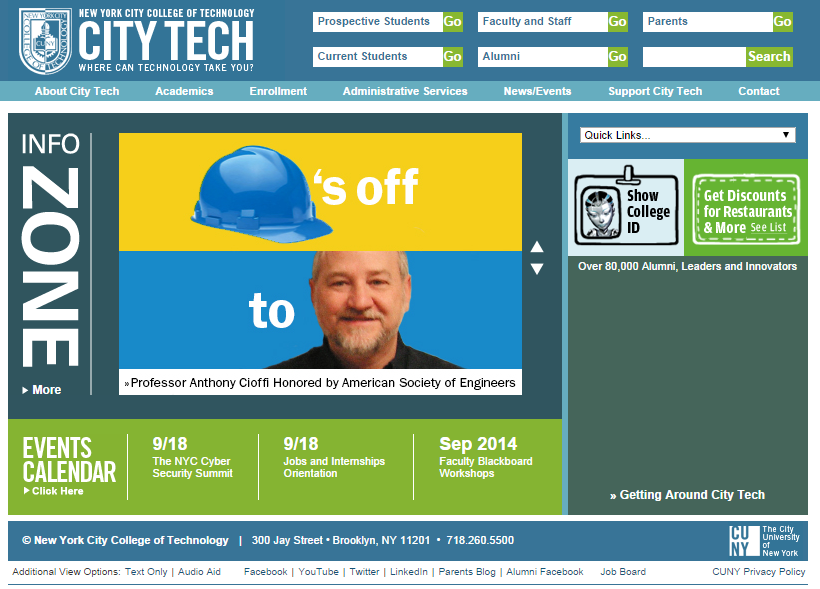 NEW YORK CITY COLLEGE OF TECHNOLOGY
CITY TECH
WHERE CAN TECHNOLOGY TAKE YOU?
Prospective Students Go
Faculty and Staff Go
Parents Go
Current Students Go
Alumni Go
Search
About City Tech Academics Enrollment Administrative Services News/Events Support City Tech Contact
INFO
ZONE
More
's off
to
»Professor Anthony Cioffi Honored by American Society of Engineers
Quick Links...
Show
College
ID
Get Discounts
for Restaurants
& More See List
Over 80,000 Alumni, Leaders and Innovators
» Getting Around City Tech
EVENTS
CALENDAR
Click Here
9/18
The NYC Cyber
Security Summit
9/18
Jobs and Internships
Orientation
Sep 2014
Faculty Blackboard
Workshops
© New York City College of Technology | 300 Jay Street • Brooklyn, NY 11201 • 718.260.5500
CU
NY
The City
University
of
New York
Additional View Options: Text Only | Audio Aid Facebook | YouTube | Twitter | LinkedIn | Parents Blog | Alumni Facebook Job Board CUNY Privacy Policy